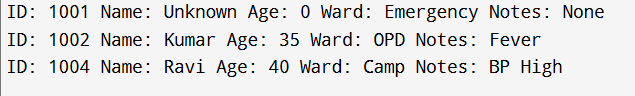 ID: 1001 Name: Unknown Age: 0 Ward: Emergency Notes: None
ID: 1002 Name: Kumar Age: 35 Ward: OPD Notes: Fever
ID: 1004 Name: Ravi Age: 40 Ward: Camp Notes: BP High